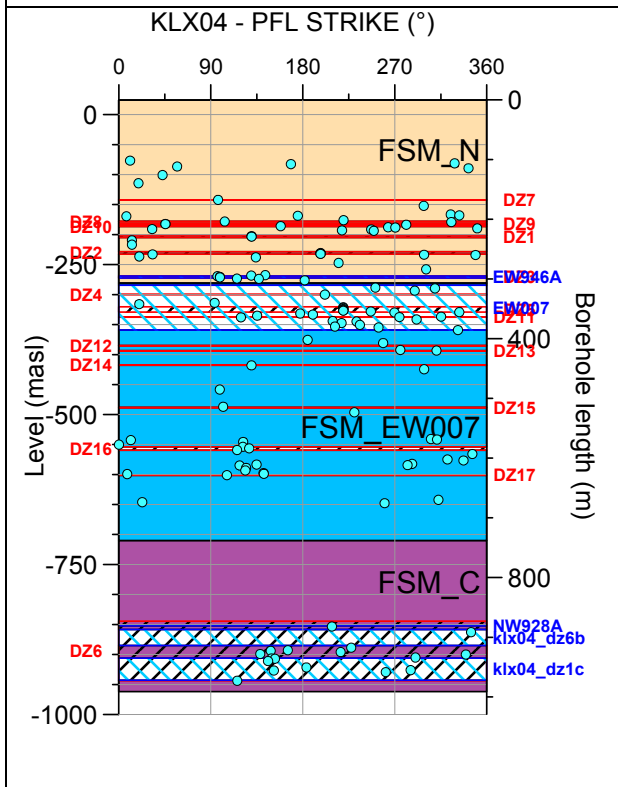 KLX04 - PFL STRIKE (°)
0 90 180 270 360
0 0
FSM_N
DZ7
DZ8 DZ9
DZ10
DZ1
DZ2
-250
EW946A
DZ4
EW007
DZ11
400
DZ12
DZ13
DZ14
Level (masl)
Borehole length (m)
DZ15
-500
FSM_EW007
DZ16
DZ17
-750
800
FSM_C
NW928A
klx04_dz6b
DZ6
klx04_dz1c
-1000